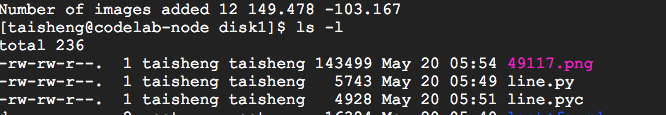 Number of images added 12 149.478 -103.167
[taisheng@codelab-node disk1]$ ls -l
total 236
-rw-rw-r--. 1 taisheng taisheng 143499 May 20 05:54 49117.png
-rw-rw-r--. 1 taisheng taisheng 5743 May 20 05:49 line.py
-rw-rw-r--. 1 taisheng taisheng 4928 May 20 05:51 line.pyc